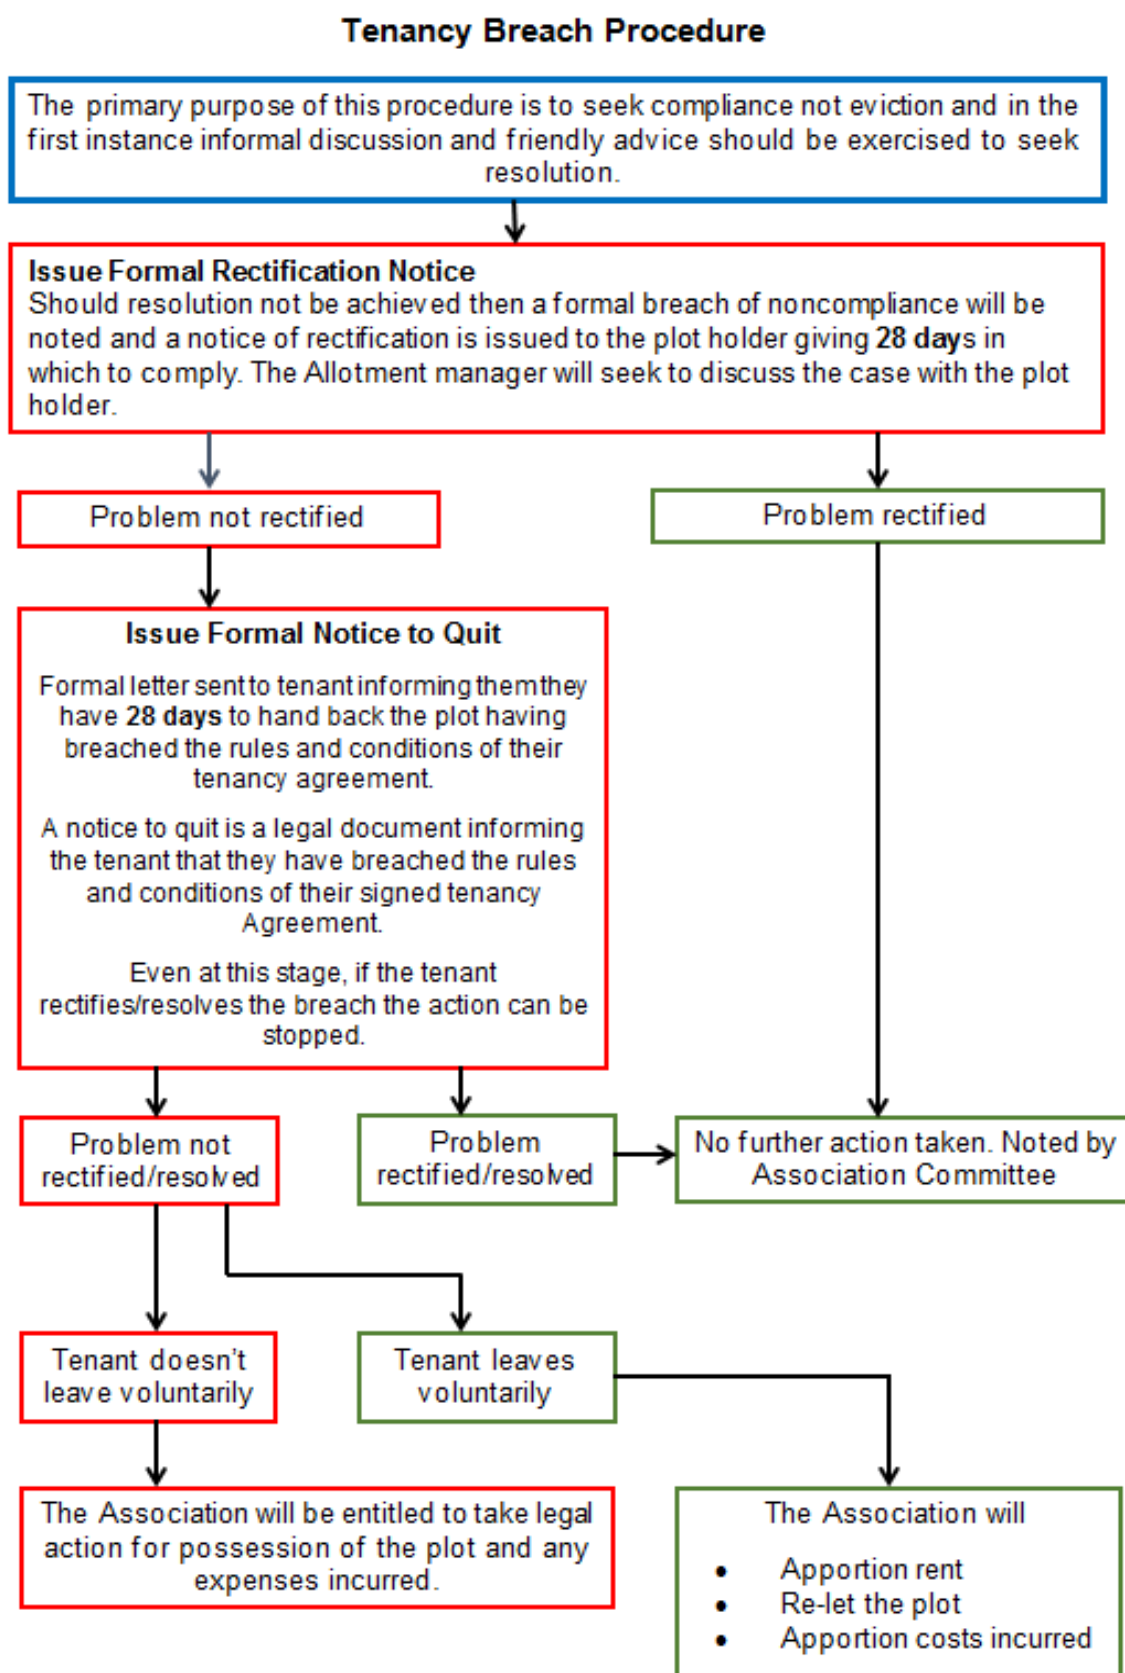 Tenancy Breach Procedure
The primary purpose of this procedure is to seek compliance not eviction and in the
first instance informal discussion and friendly advice should be exercised to seek
resolution.
Issue Formal Rectification Notice
Should resolution not be achieved then a formal breach of noncompliance will be
noted and a notice of rectification is issued to the plot holder giving 28 days in
which to comply. The Allotment manager will seek to discuss the case with the plot
holder.
Problem not rectified
Problem rectified
Issue Formal Notice to Quit
Formal letter sent to tenant informing them they
have 28 days to hand back the plot having
breached the rules and conditions of their
tenancy agreement.
A notice to quit is a legal document informing
the tenant that they have breached the rules
and conditions of their signed tenancy
Agreement.
Even at this stage, if the tenant
rectifies/resolves the breach the action can be
stopped.
Problem not
rectified/resolved
Problem
rectified/resolved
No further action taken. Noted by
Association Committee
Tenant doesn't
leave voluntarily
Tenant leaves
voluntarily
The Association will be entitled to take legal
action for possession of the plot and any
expenses incurred.
The Association will
• Apportion rent
• Re-let the plot
• Apportion costs incurred